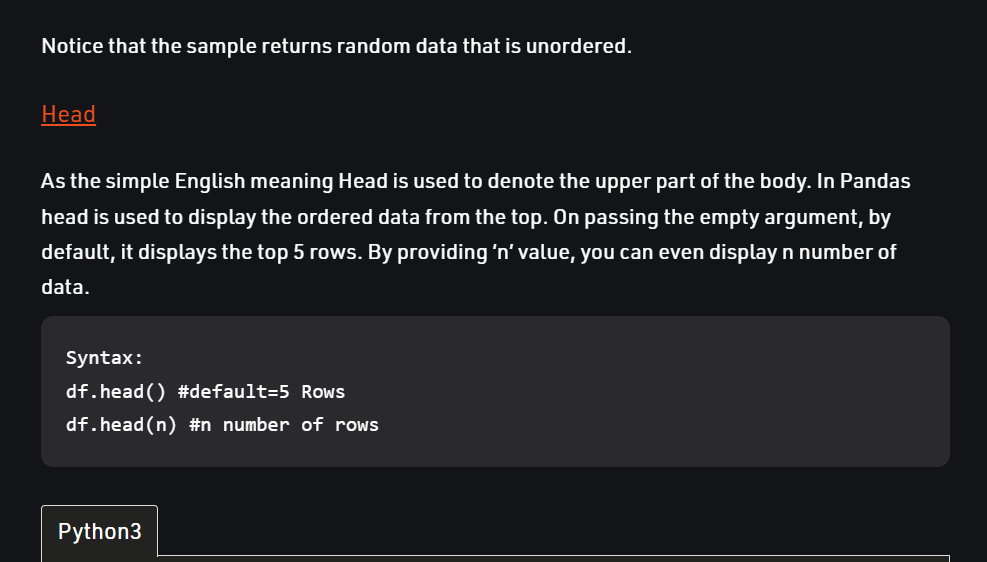 Notice that the sample returns random data that is unordered.
Head
As the simple English meaning Head is used to denote the upper part of the body. In Pandas
head is used to display the ordered data from the top. On passing the empty argument, by
default, it displays the top 5 rows. By providing ‘n’ value, you can even display n number of
data.
Syntax:
df.head() #default=5 Rows
df.head(n) #n number of rows
Python3